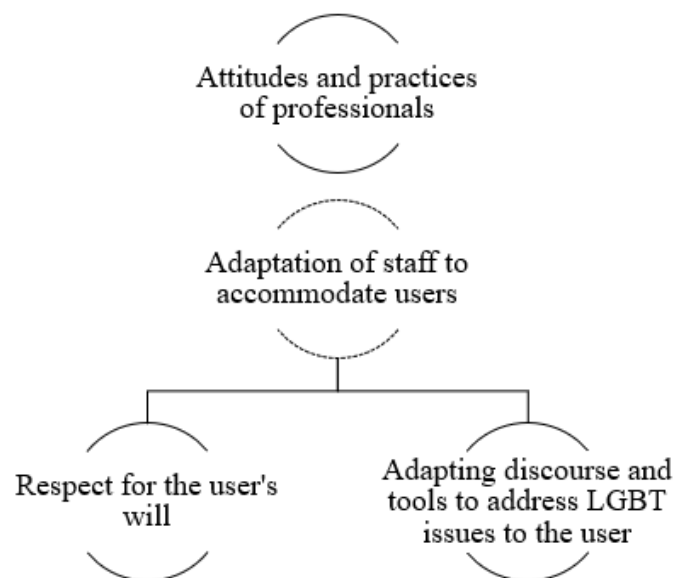 Attitudes and practices
of professionals
Adaptation of staff to
accommodate users
Respect for the user's
will
Adapting discourse and
tools to address LGBT
issues to the user